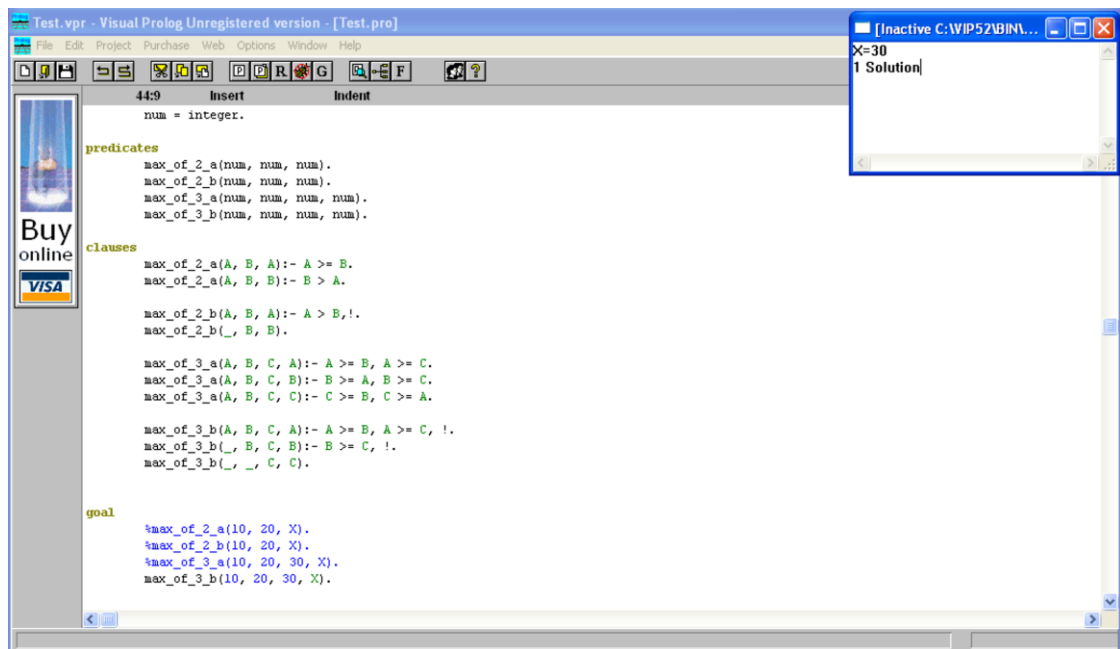 Test.vpr - Visual Prolog Unregistered version - [Test.pro]
File Edit Project Purchase Web Options Window Help
P P R G F ?
44:9 Insert Indent
num = integer.
predicates
max_of_2_a(num, num, num).
max_of_2_b(num, num, num).
max_of_3_a(num, num, num, num).
max_of_3_b(num, num, num, num).
clauses
max_of_2_a(A, B, A):- A >= B.
max_of_2_a(A, B, B):- B > A.
max_of_2_b(A, B, A):- A > B,!.
max_of_2_b(_, B, B).
max_of_3_a(A, B, C, A):- A >= B, A >= C.
max_of_3_a(A, B, C, B):- B >= A, B >= C.
max_of_3_a(A, B, C, C):- C >= B, C >= A.
max_of_3_b(A, B, C, A):- A >= B, A >= C, !.
max_of_3_b(_, B, C, B):- B >= C, !.
max_of_3_b(_, _, C, C).
goal
%max_of_2_a(10, 20, X).
%max_of_2_b(10, 20, X).
%max_of_3_a(10, 20, 30, X).
max_of_3_b(10, 20, 30, X).
Buy
online
VISA
[Inactive C:\VIP52\BIN\...
X=30
1 Solution